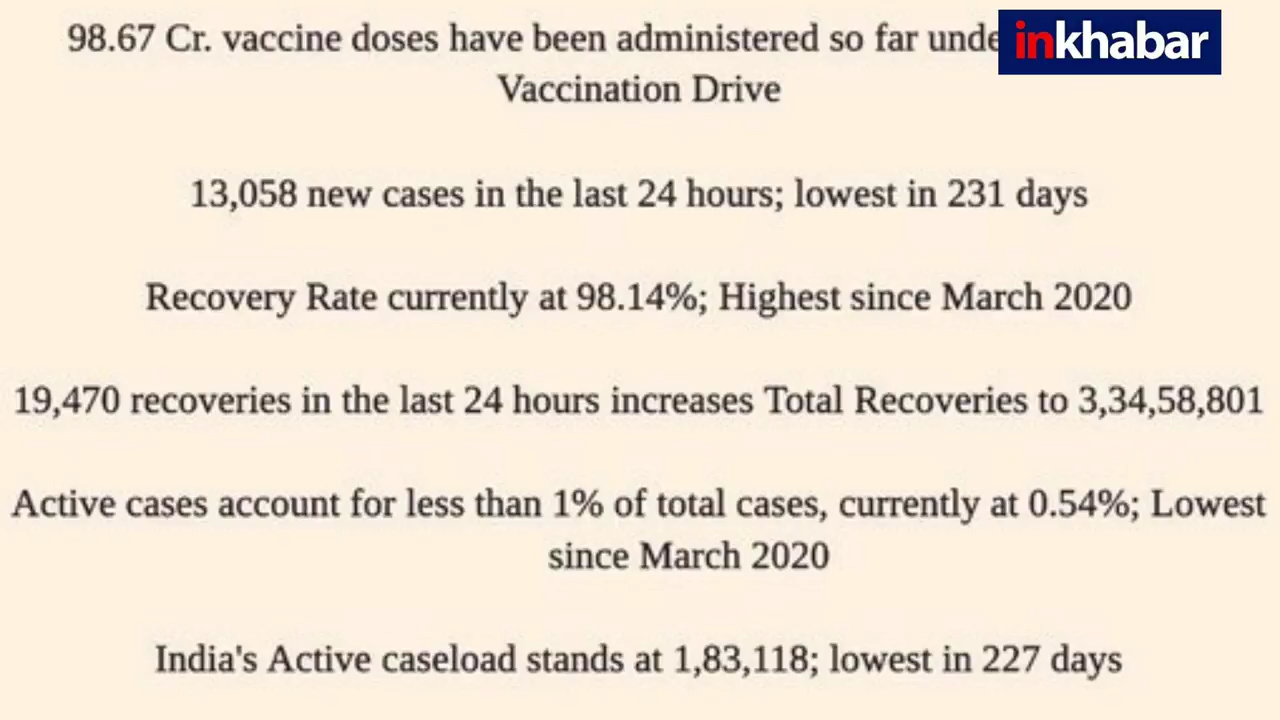 98.67 Cr. vaccine doses have been administered so far
inkhabar
Vaccination Drive
13,058 new cases in the last 24 hours; lowest in 231 days
Recovery Rate currently at 98.14%; Highest since March 2020
19,470 recoveries in the last 24 hours increases Total Recoveries to 3,34,58,801
Active cases account for less than 1% of total cases, currently at 0.54%; Lowest
since March 2020
India's Active caseload stands at 1,83,118; lowest in 227 days